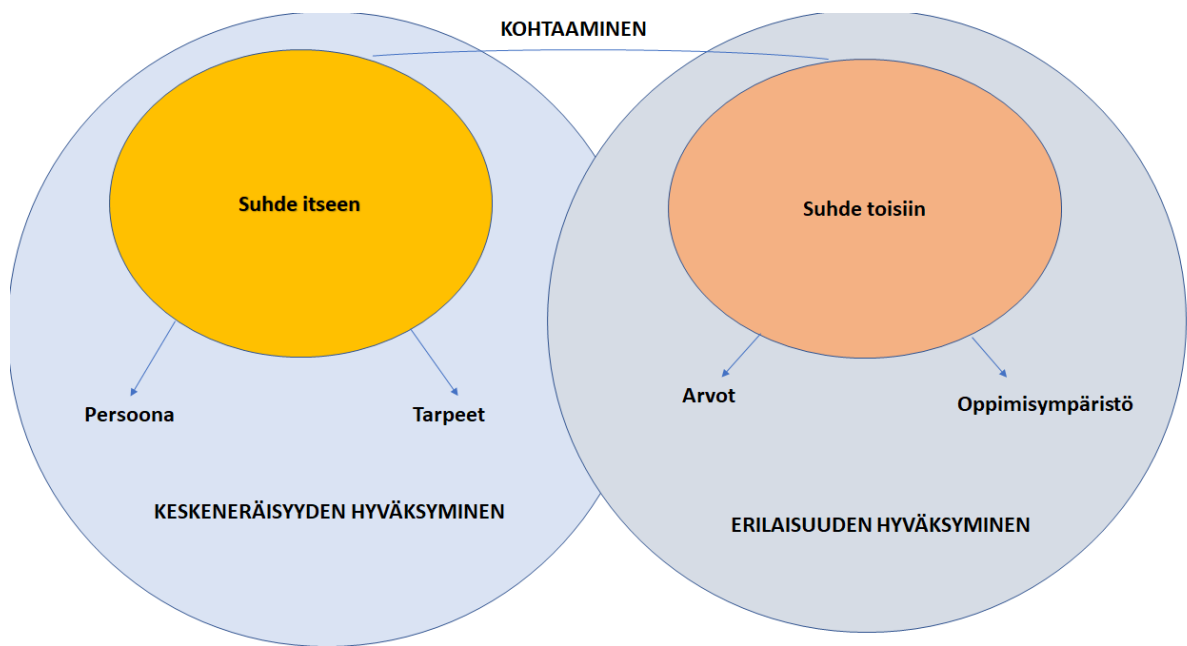 KOHTAAMINEN
Suhde itseen
Suhde toisiin
Persoona
Tarpeet
Arvot
Oppimisympäristö
KESKENERÄISYYDEN HYVÄKSYMINEN
ERILAISUUDEN HYVÄKSYMINEN